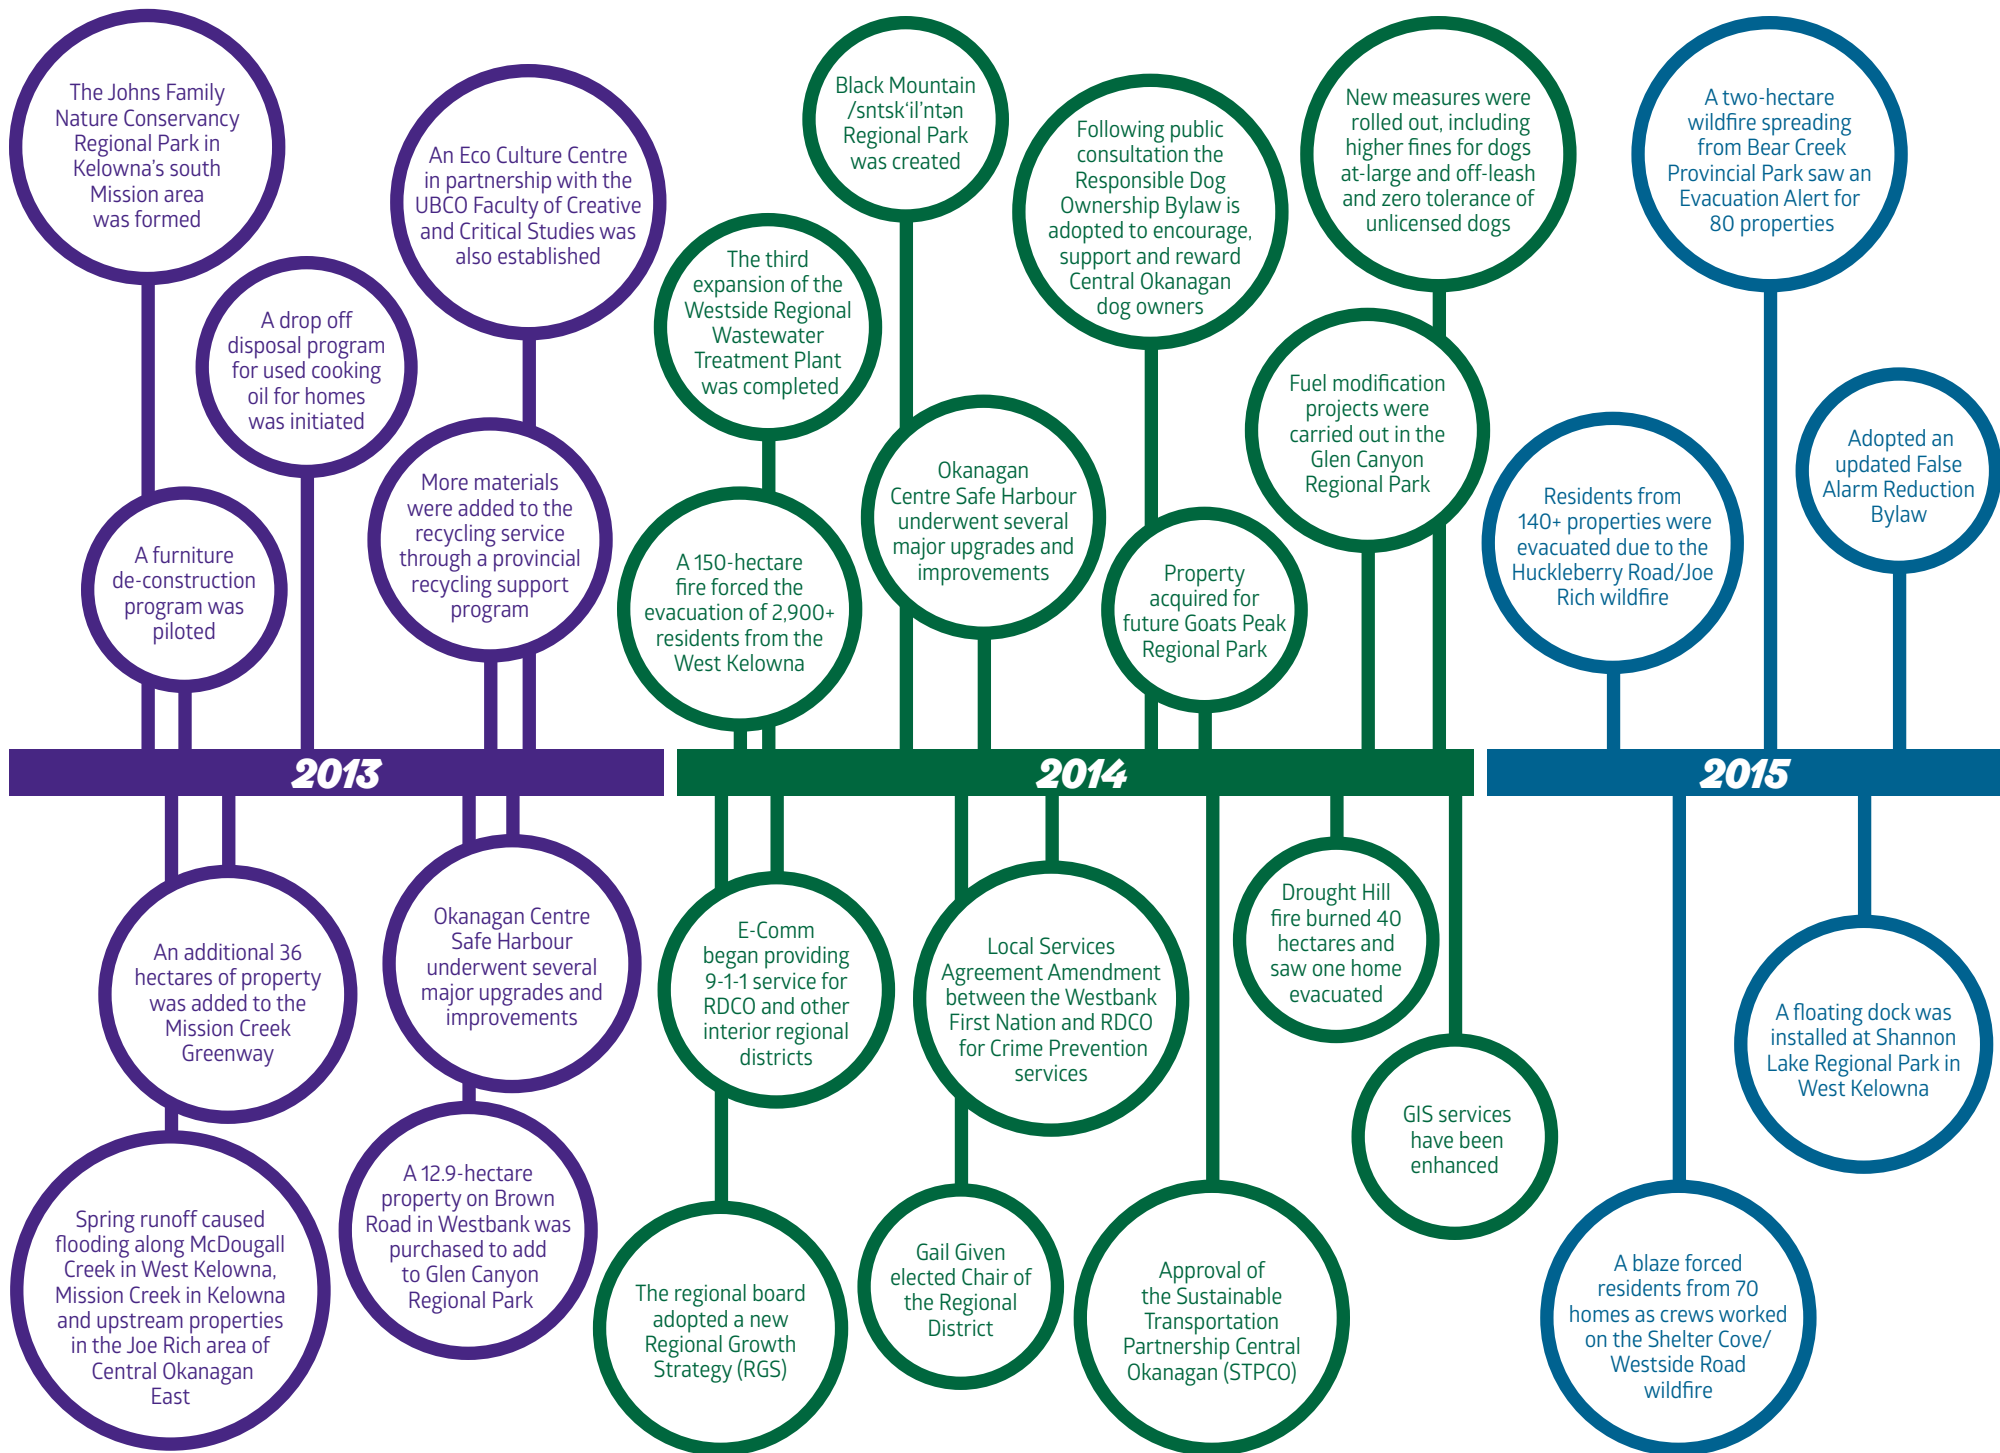 The Johns Family
Nature Conservancy
Regional Park in
Kelowna's south
Mission area
was formed
A drop off
disposal program
for used cooking
oil for homes
was initiated
An Eco Culture Centre
in partnership with the
UBCO Faculty of Creative
and Critical Studies was
also established
A furniture
de-construction
program was
piloted
More materials
were added to the
recycling service
through a provincial
recycling support
program
The third
expansion of the
Westside Regional
Wastewater
Treatment Plant
was completed
Black Mountain
/sntsk‘il’ntən
Regional Park
was created
Following public
consultation the
Responsible Dog
Ownership Bylaw is
adopted to encourage,
support and reward
Central Okanagan
dog owners
New measures were
rolled out, including
higher fines for dogs
at-large and off-leash
and zero tolerance of
unlicensed dogs
A 150-hectare
fire forced the
evacuation of 2,900+
residents from the
West Kelowna
Okanagan
Centre Safe Harbour
underwent several
major upgrades and
improvements
Property
acquired for
future Goats Peak
Regional Park
Fuel modification
projects were
carried out in the
Glen Canyon
Regional Park
A two-hectare
wildfire spreading
from Bear Creek
Provincial Park saw an
Evacuation Alert for
80 properties
Residents from
140+ properties were
evacuated due to the
Huckleberry Road/Joe
Rich wildfire
Adopted an
updated False
Alarm Reduction
Bylaw
2013
2014
2015
An additional 36
hectares of property
was added to the
Mission Creek
Greenway
Okanagan Centre
Safe Harbour
underwent several
major upgrades and
improvements
Spring runoff caused
flooding along McDougall
Creek in West Kelowna,
Mission Creek in Kelowna
and upstream properties
in the Joe Rich area of
Central Okanagan
East
A 12.9-hectare
property on Brown
Road in Westbank was
purchased to add
to Glen Canyon
Regional Park
E-Comm
began providing
9-1-1 service for
RDCO and other
interior regional
districts
Local Services
Agreement Amendment
between the Westbank
First Nation and RDCO
for Crime Prevention
services
Drought Hill
fire burned 40
hectares and
saw one home
evacuated
GIS services
have been
enhanced
The regional board
adopted a new
Regional Growth
Strategy (RGS)
Gail Given
elected Chair of
the Regional
District
Approval of
the Sustainable
Transportation
Partnership Central
Okanagan (STPCO)
A floating dock was
installed at Shannon
Lake Regional Park in
West Kelowna
A blaze forced
residents from 70
homes as crews worked
on the Shelter Cove/
Westside Road
wildfire